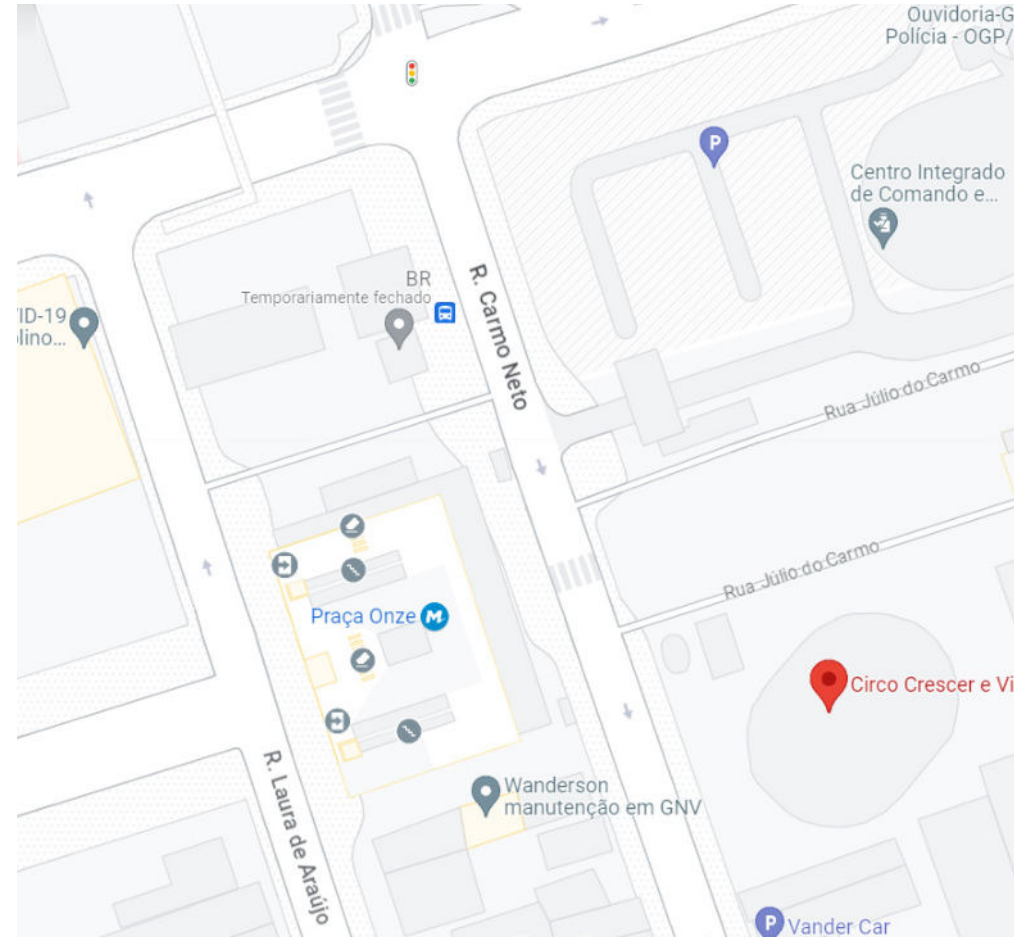 Ouvidoria-G
Polícia - OGP/
P
Centro Integrado
de Comando e...
BR
Temporariamente fechado
R. Carmo Neto
ID-19
lino...
Rua Júlio do Carmo
Rua Júlio do Carmo
Praça Onze M
Circo Crescer e Vi
R. Laura de Araújo
Wanderson
manutenção em GNV
P Vander Car